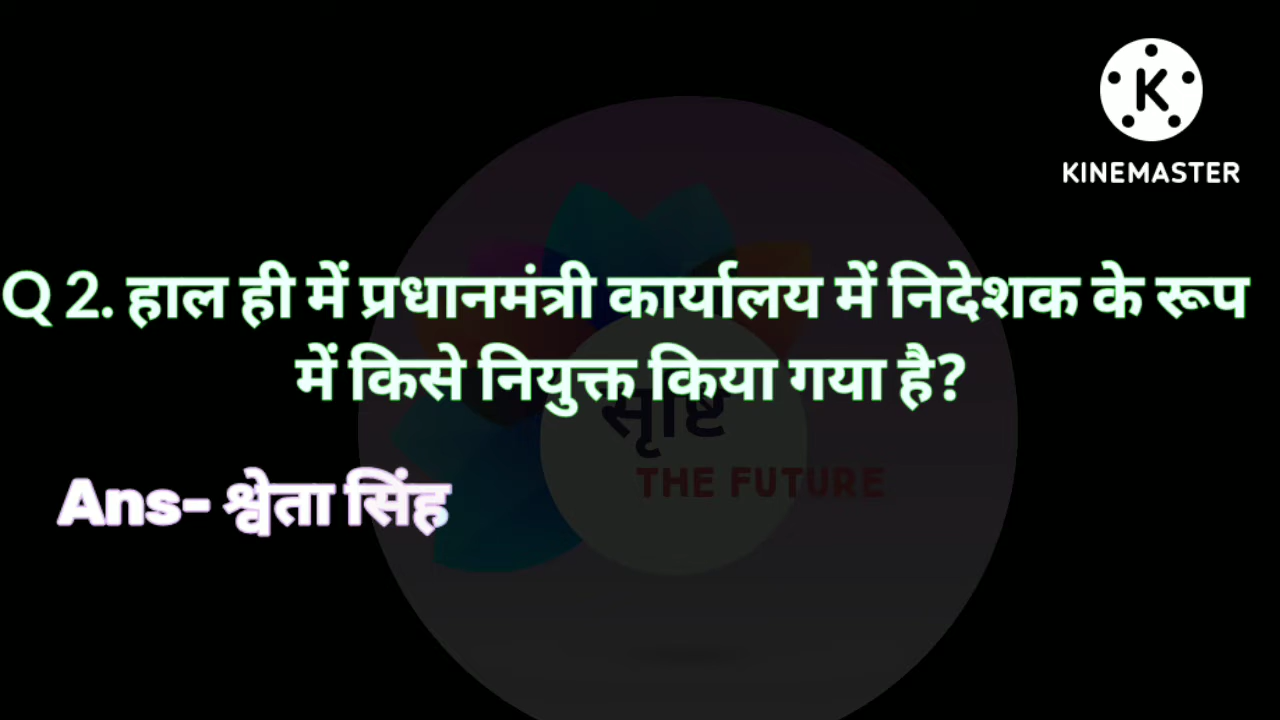 KINEMASTER
Q 2. हाल ही में प्रधानमंत्री कार्यालय में निदेशक के रूप
में किसे नियुक्त किया गया है?
सृष्टि
THE FUTURE
Ans- श्वेता सिंह